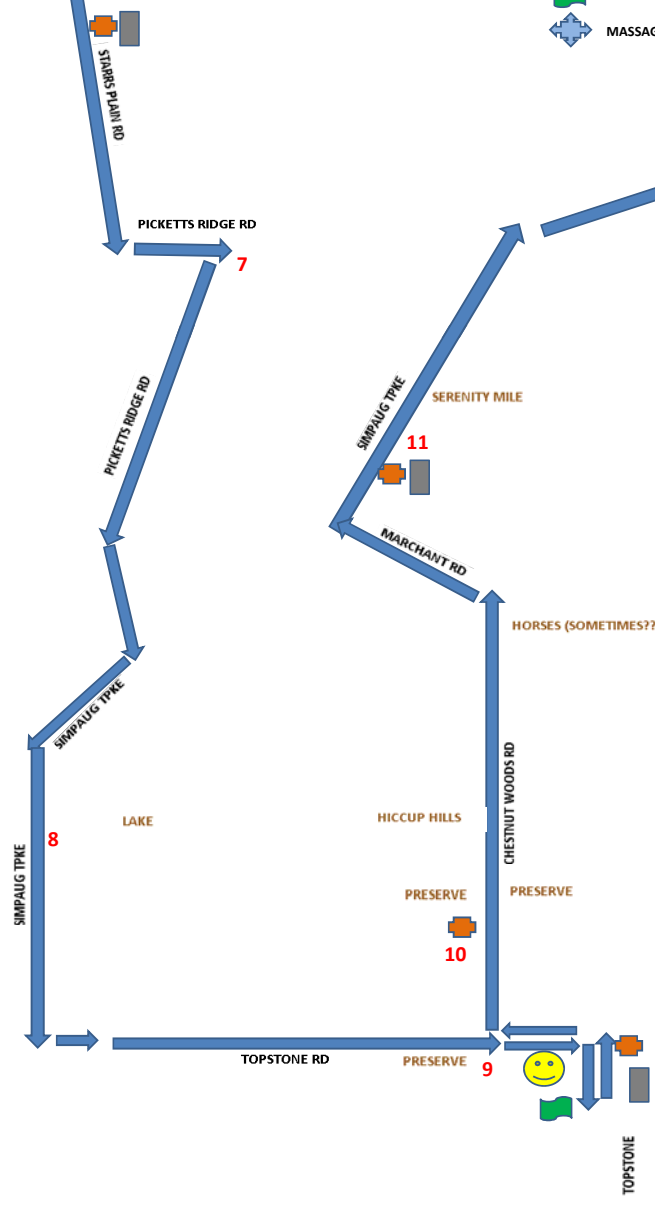 MASSAG
STARRS PLAIN RD
PICKETTS RIDGE RD
7
PICKETTS RIDGE RD
SIMPAUG TPKE
SERENITY MILE
11
MARCHANT RD
HORSES (SOMETIMES??
SIMPAUG TPKE
CHESTNUT WOODS RD
LAKE
HICCUP HILLS
8
SIMPAUG TPKE
PRESERVE
PRESERVE
10
TOPSTONE RD
PRESERVE
9
TOPSTONE